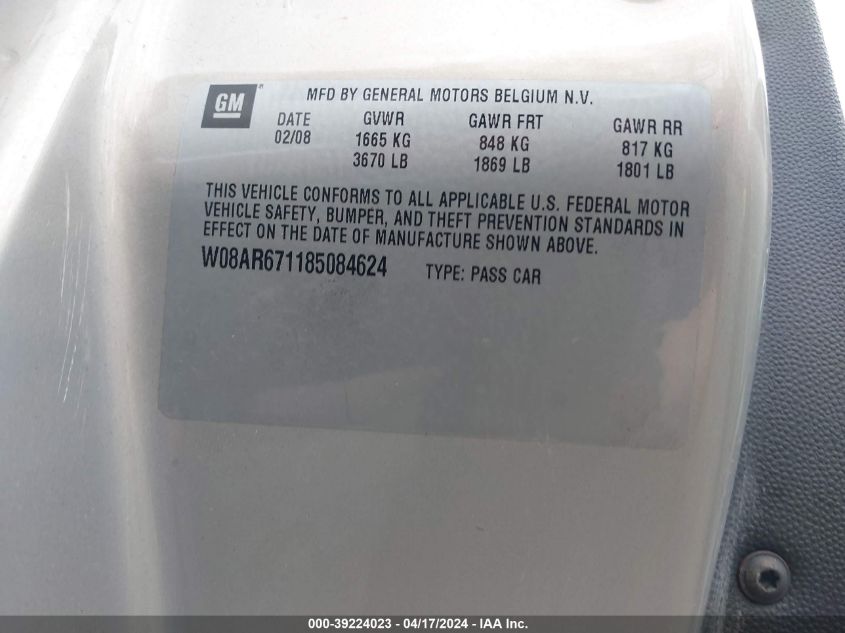 GM® MFD BY GENERAL MOTORS BELGIUM N.V.
DATE GVWR GAWR FRT GAWR RR
02/08 1665 KG 848 KG 817 KG
3670 LB 1869 LB 1801 LB
THIS VEHICLE CONFORMS TO ALL APPLICABLE U.S. FEDERAL MOTOR
VEHICLE SAFETY, BUMPER, AND THEFT PREVENTION STANDARDS IN
EFFECT ON THE DATE OF MANUFACTURE SHOWN ABOVE.
W08AR671185084624 TYPE: PASS CAR
000-39224023 - 04/17/2024 - IAA Inc.